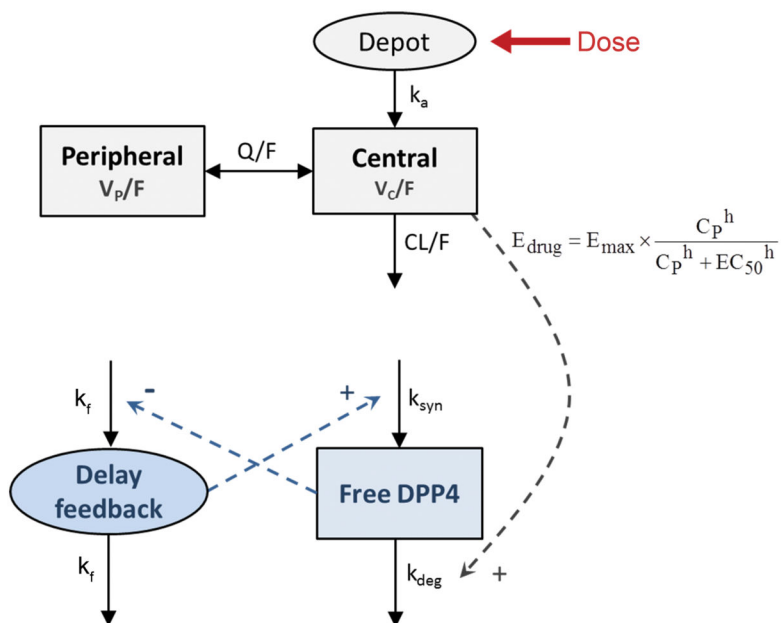 Depot
Dose
kₐ
Peripheral
V_P/F
Q/F
Central
V_C/F
CL/F
E_drug = E_max × C_P^h / (C_P^h + EC_50^h)
k_f
-
+
k_syn
Delay
feedback
Free DPP4
k_f
k_deg
+